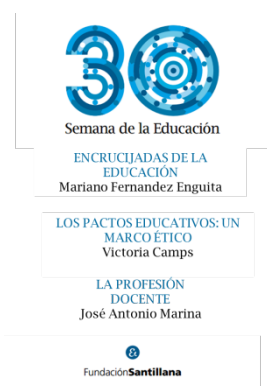 30
Semana de la Educación
ENCRUCIJADAS DE LA
EDUCACIÓN
Mariano Fernandez Enguita
LOS PACTOS EDUCATIVOS: UN
MARCO ÉTICO
Victoria Camps
LA PROFESIÓN
DOCENTE
José Antonio Marina
FundaciónSantillana